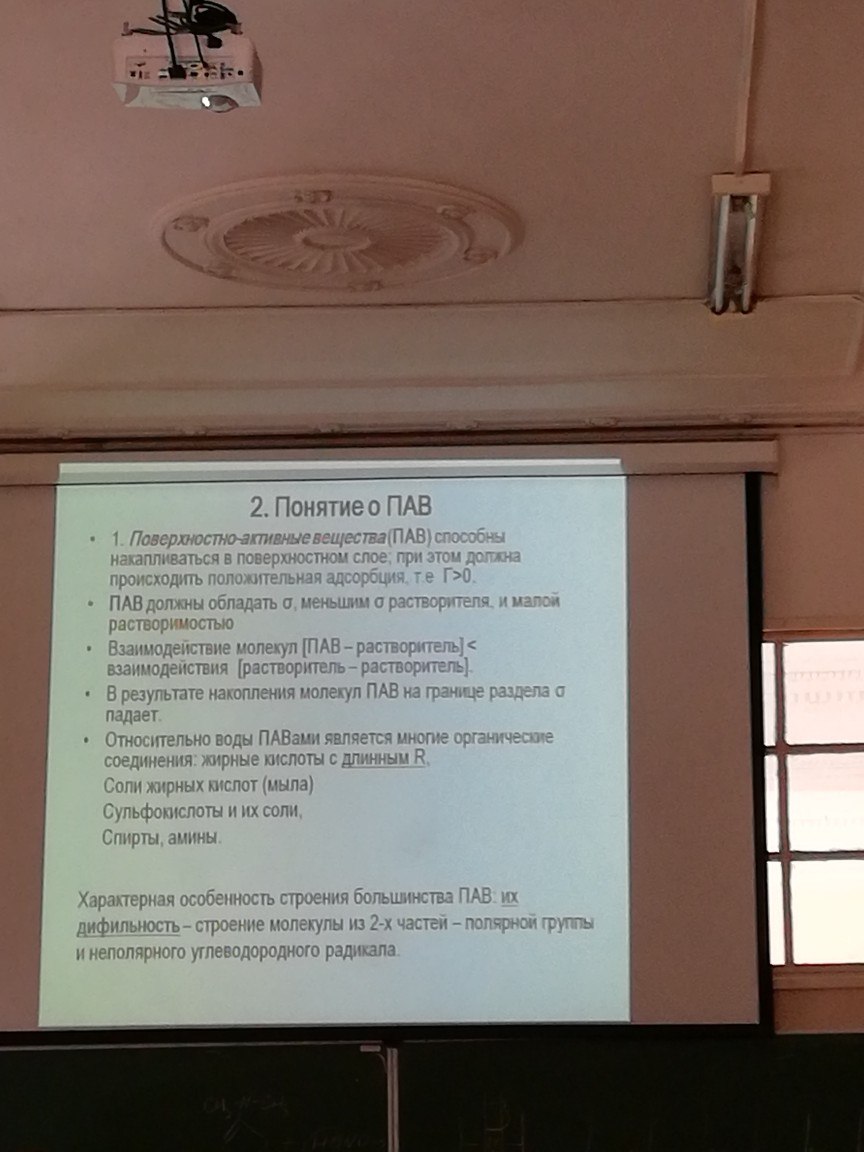 2. Понятие о ПАВ
• 1. Поверхностно-активные вещества(ПАВ) способны
накапливаться в поверхностном слое; при этом должна
происходить положительная адсорбция, т.е Г>0.
• ПАВ должны обладать σ, меньшим σ растворителя, и малой
растворимостью
• Взаимодействие молекул [ПАВ – растворитель] <
взаимодействия [растворитель – растворитель].
• В результате накопления молекул ПАВ на границе раздела σ
падает.
• Относительно воды ПАВами является многие органические
соединения: жирные кислоты с длинным R,
Соли жирных кислот (мыла)
Сульфокислоты и их соли,
Спирты, амины.
Характерная особенность строения большинства ПАВ: их
дифильность – строение молекулы из 2-х частей – полярной группы
и неполярного углеводородного радикала.